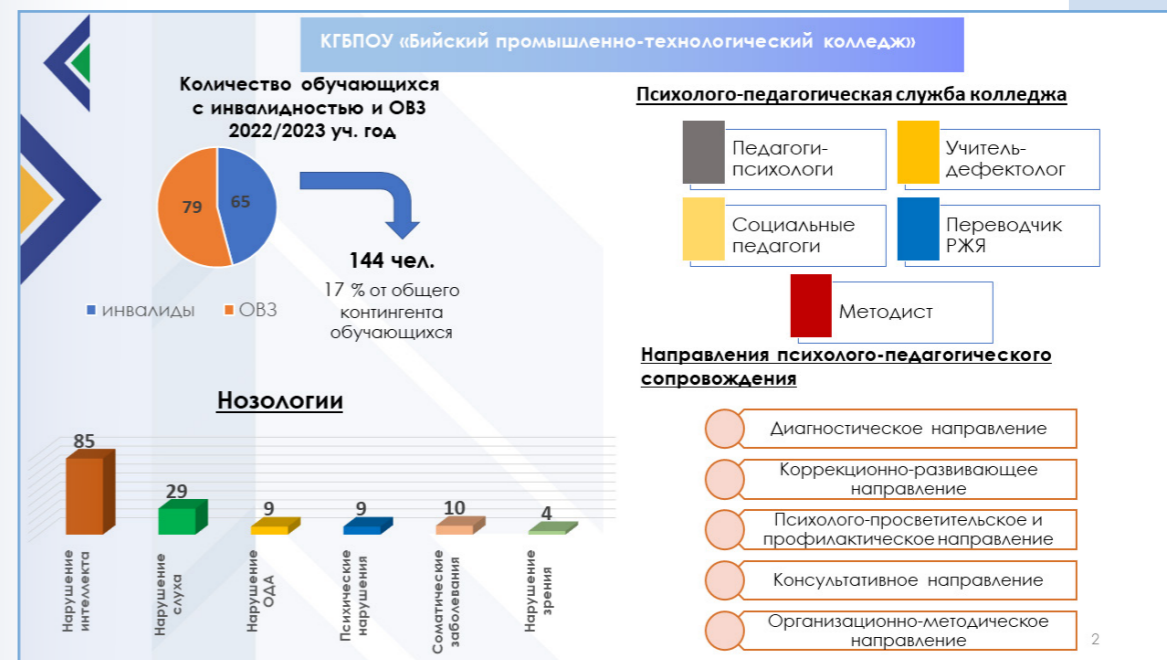 КГБПОУ «Бийский промышленно-технологический колледж»
Количество обучающихся
с инвалидностью и ОВЗ
2022/2023 уч. год
79
65
144 чел.
17 % от общего
контингента
обучающихся
инвалиды
ОВЗ
Нозологии
85
29
9
9
10
4
Нарушение
интеллекта
Нарушение
слуха
Нарушение
ОДА
Психические
нарушения
Соматические
заболевания
Нарушение
зрения
Психолого-педагогическая служба колледжа
Педагоги-
психологи
Учитель-
дефектолог
Социальные
педагоги
Переводчик
РЖЯ
Методист
Направления психолого-педагогического
сопровождения
Диагностическое направление
Коррекционно-развивающее
направление
Психолого-просветительское и
профилактическое направление
Консультативное направление
Организационно-методическое
направление
2